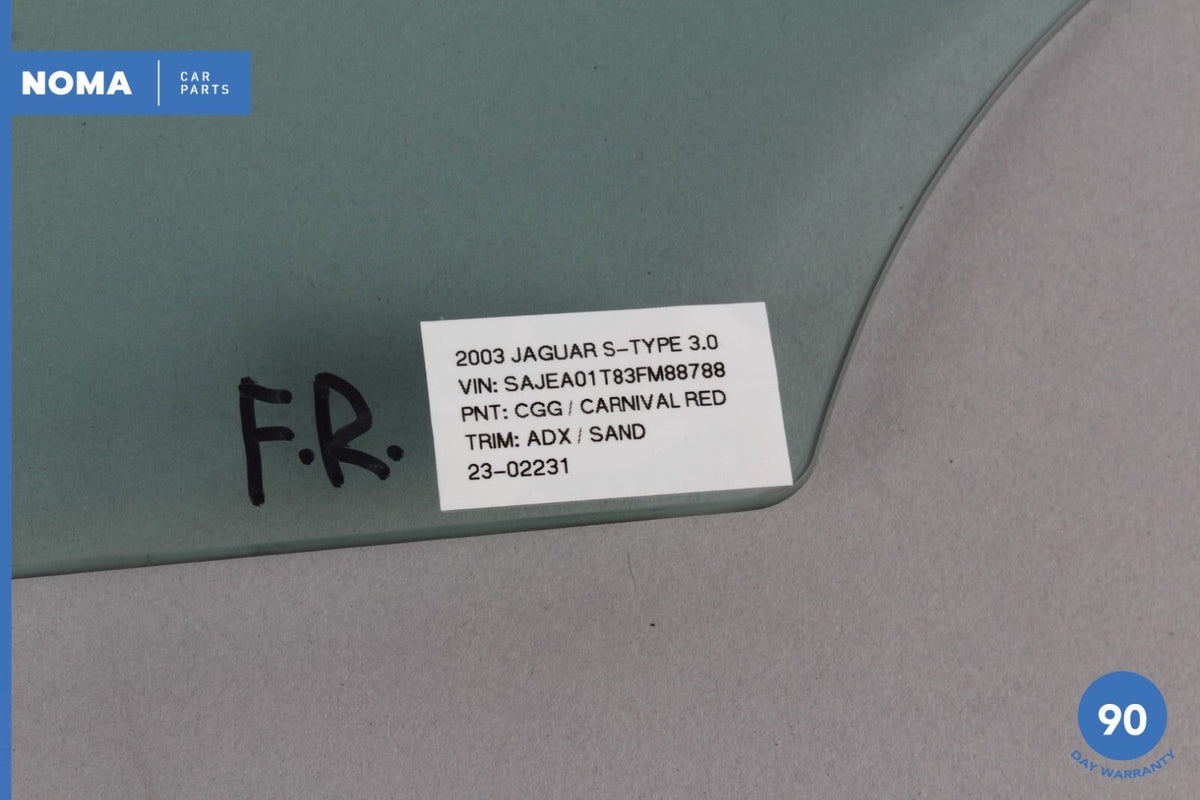 NOMA
CAR
PARTS
2003 JAGUAR S-TYPE 3.0
VIN: SAJEA01T83FM88788
PNT: CGG / CARNIVAL RED
TRIM: ADX / SAND
23-02231
F.R.
90
DAY WARRANTY